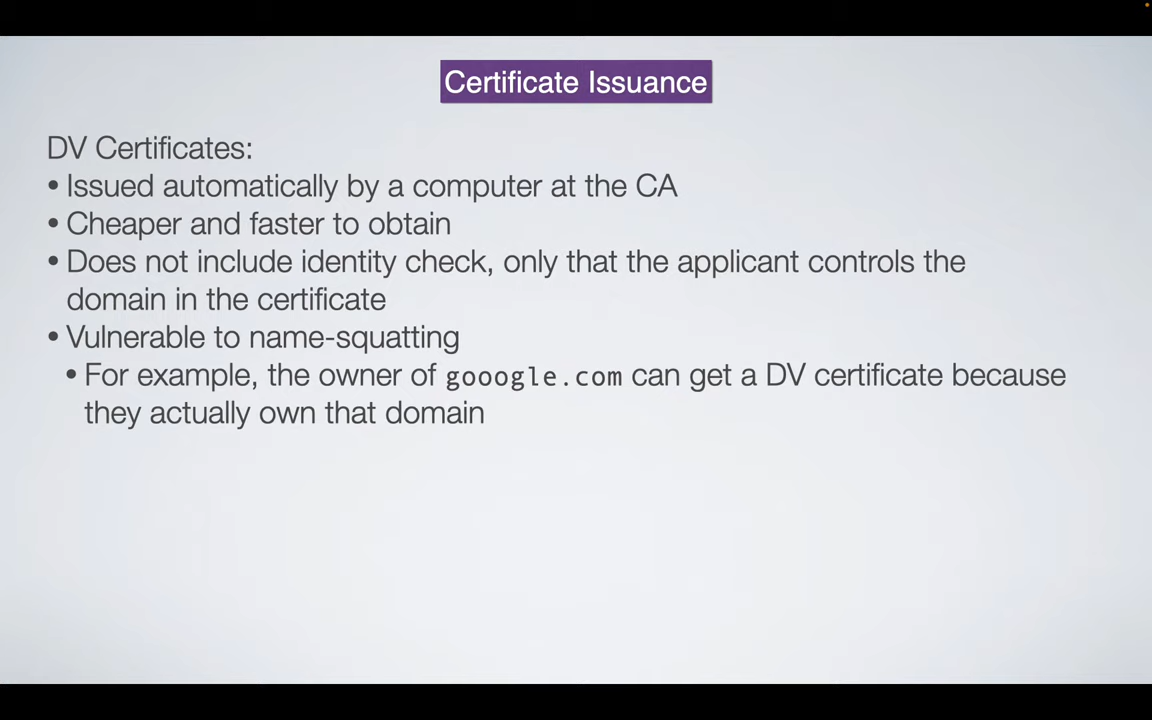 Certificate Issuance
DV Certificates:
• Issued automatically by a computer at the CA
• Cheaper and faster to obtain
• Does not include identity check, only that the applicant controls the
domain in the certificate
• Vulnerable to name-squatting
• For example, the owner of gooogle.com can get a DV certificate because
they actually own that domain